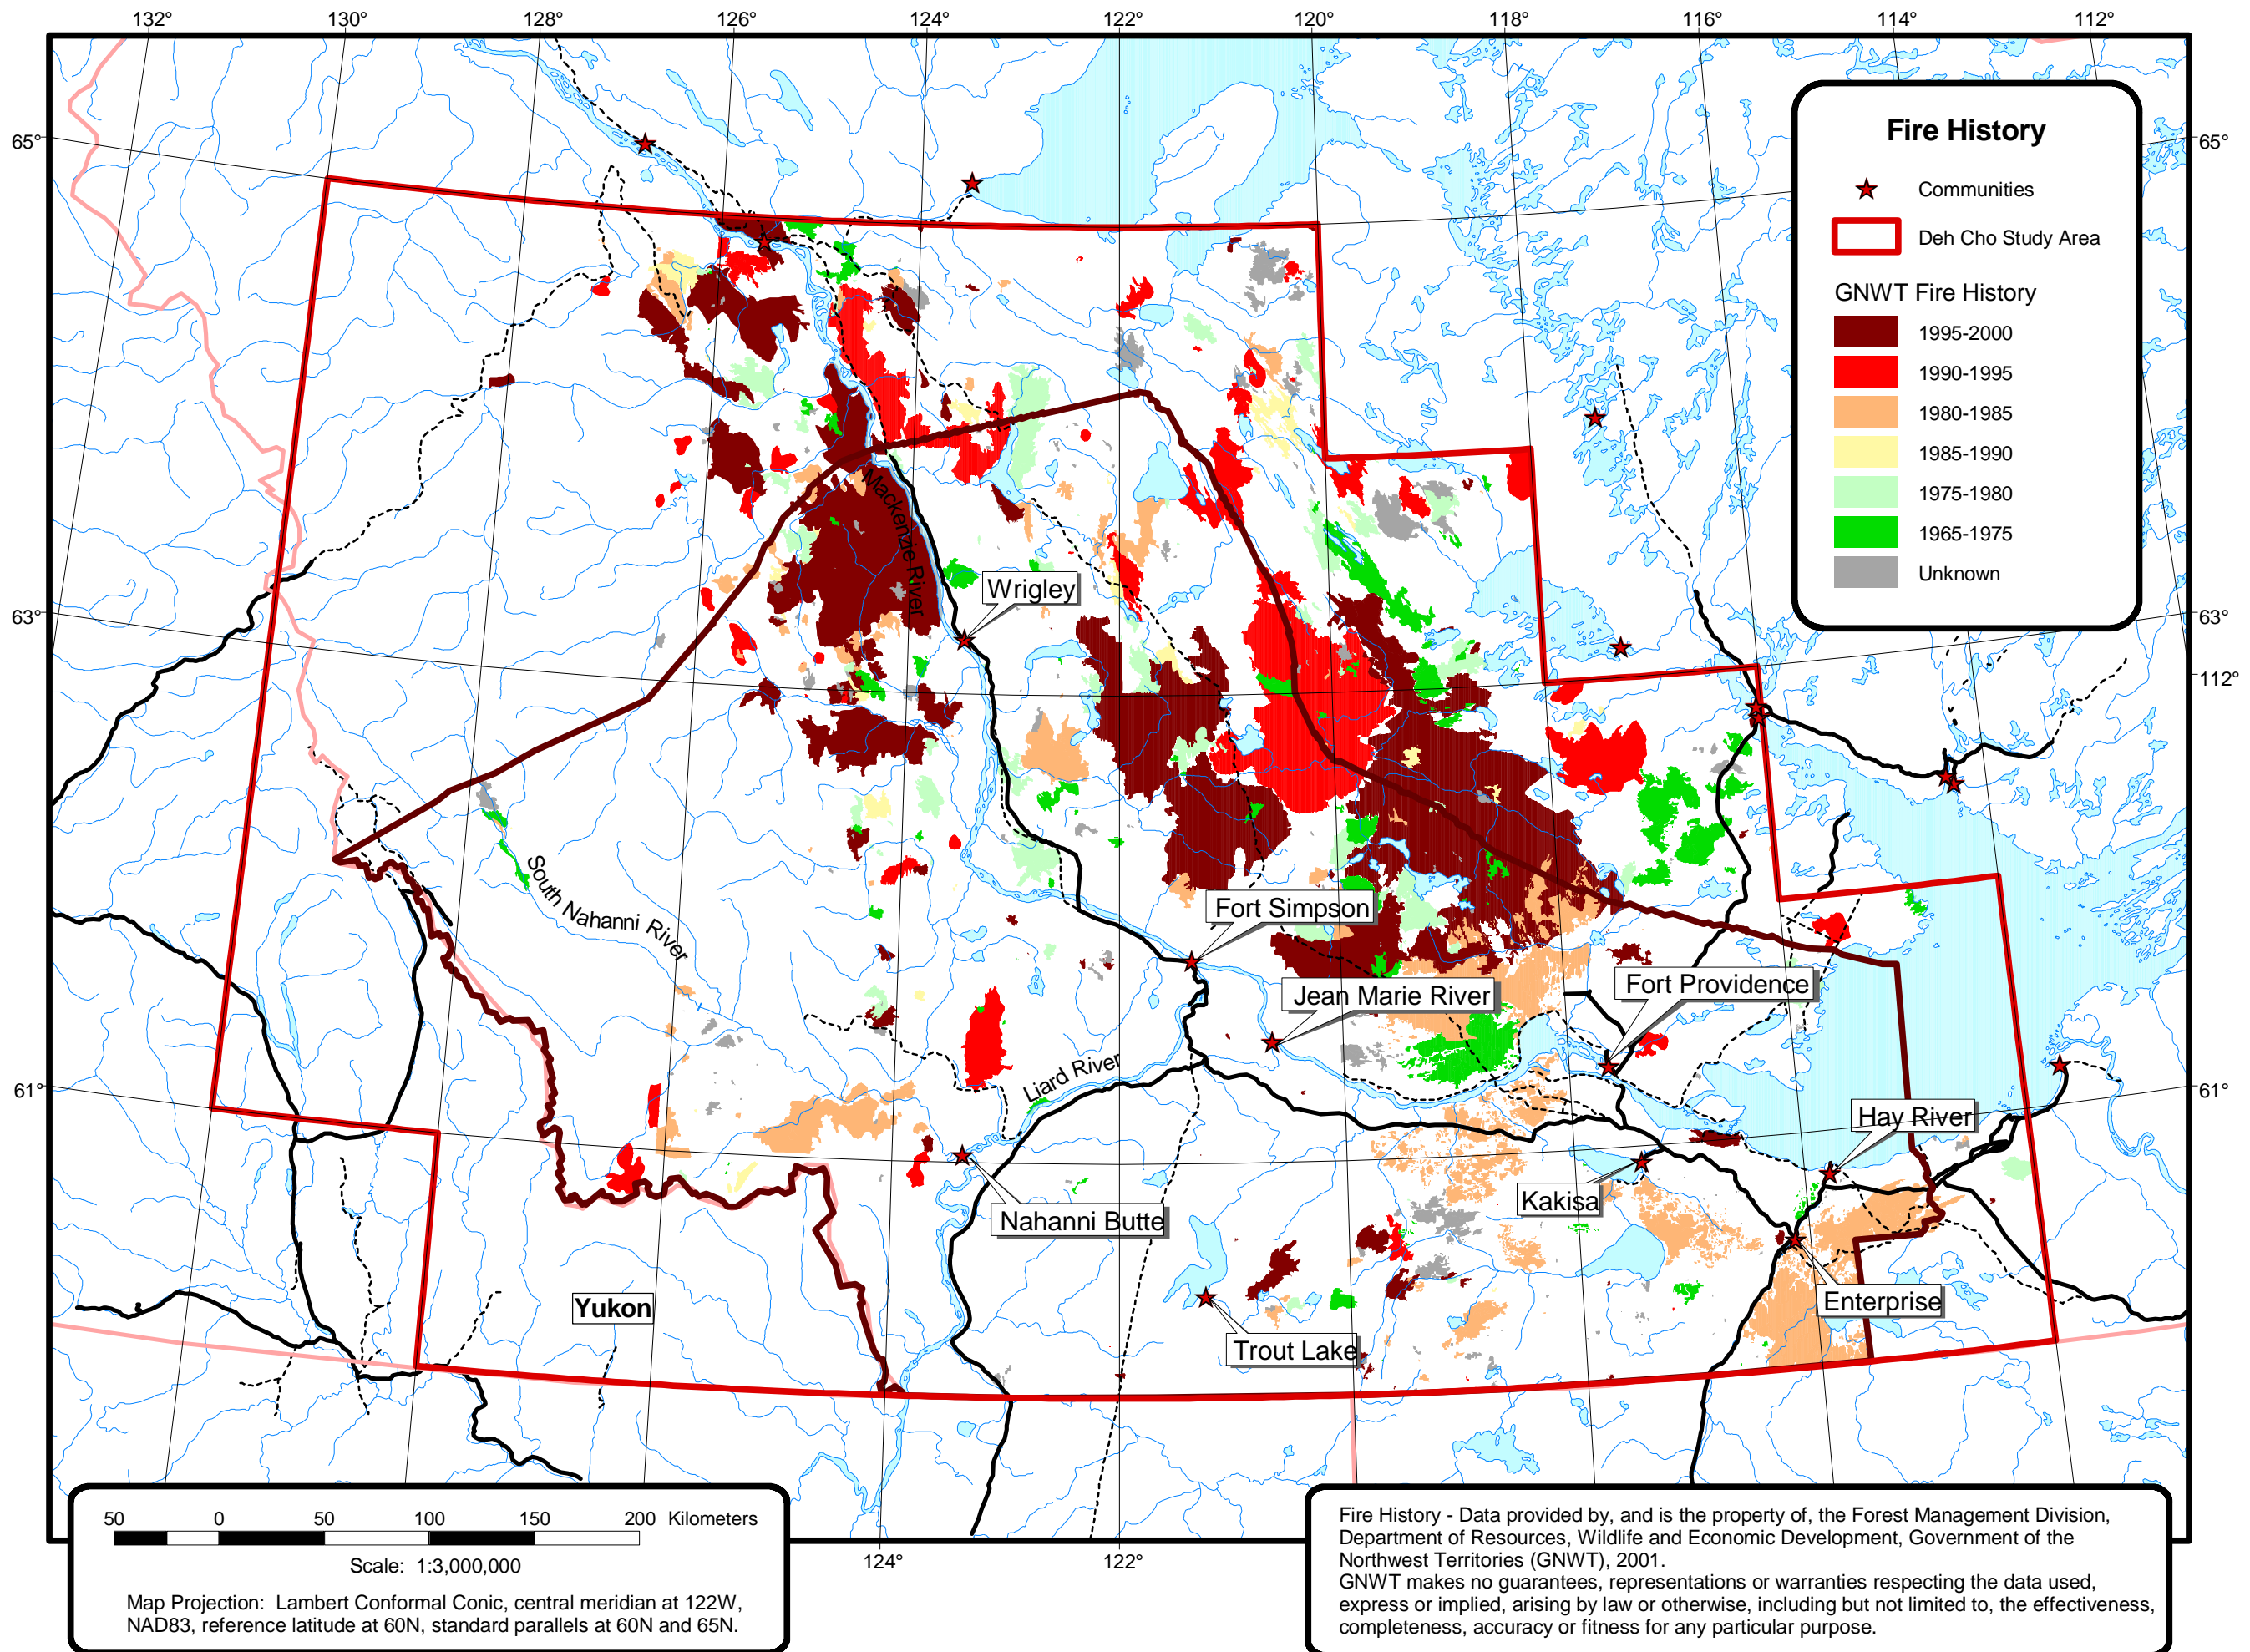 132°
130°
128°
126°
124°
122°
120°
118°
116°
114°
112°
65°
65°
Fire History
Communities
Deh Cho Study Area
GNWT Fire History
1995-2000
1990-1995
1980-1985
1985-1990
1975-1980
1965-1975
Unknown
Mackenzie River
Wrigley
63°
63°
112°
South Nahanni River
Fort Simpson
Jean Marie River
Fort Providence
Liard River
61°
61°
Hay River
Kakisa
Nahanni Butte
Yukon
Enterprise
Trout Lake
50 0 50 100 150 200 Kilometers
Scale: 1:3,000,000
Map Projection: Lambert Conformal Conic, central meridian at 122W,
NAD83, reference latitude at 60N, standard parallels at 60N and 65N.
124°
122°
Fire History - Data provided by, and is the property of, the Forest Management Division,
Department of Resources, Wildlife and Economic Development, Government of the
Northwest Territories (GNWT), 2001.
GNWT makes no guarantees, representations or warranties respecting the data used,
express or implied, arising by law or otherwise, including but not limited to, the effectiveness,
completeness, accuracy or fitness for any particular purpose.